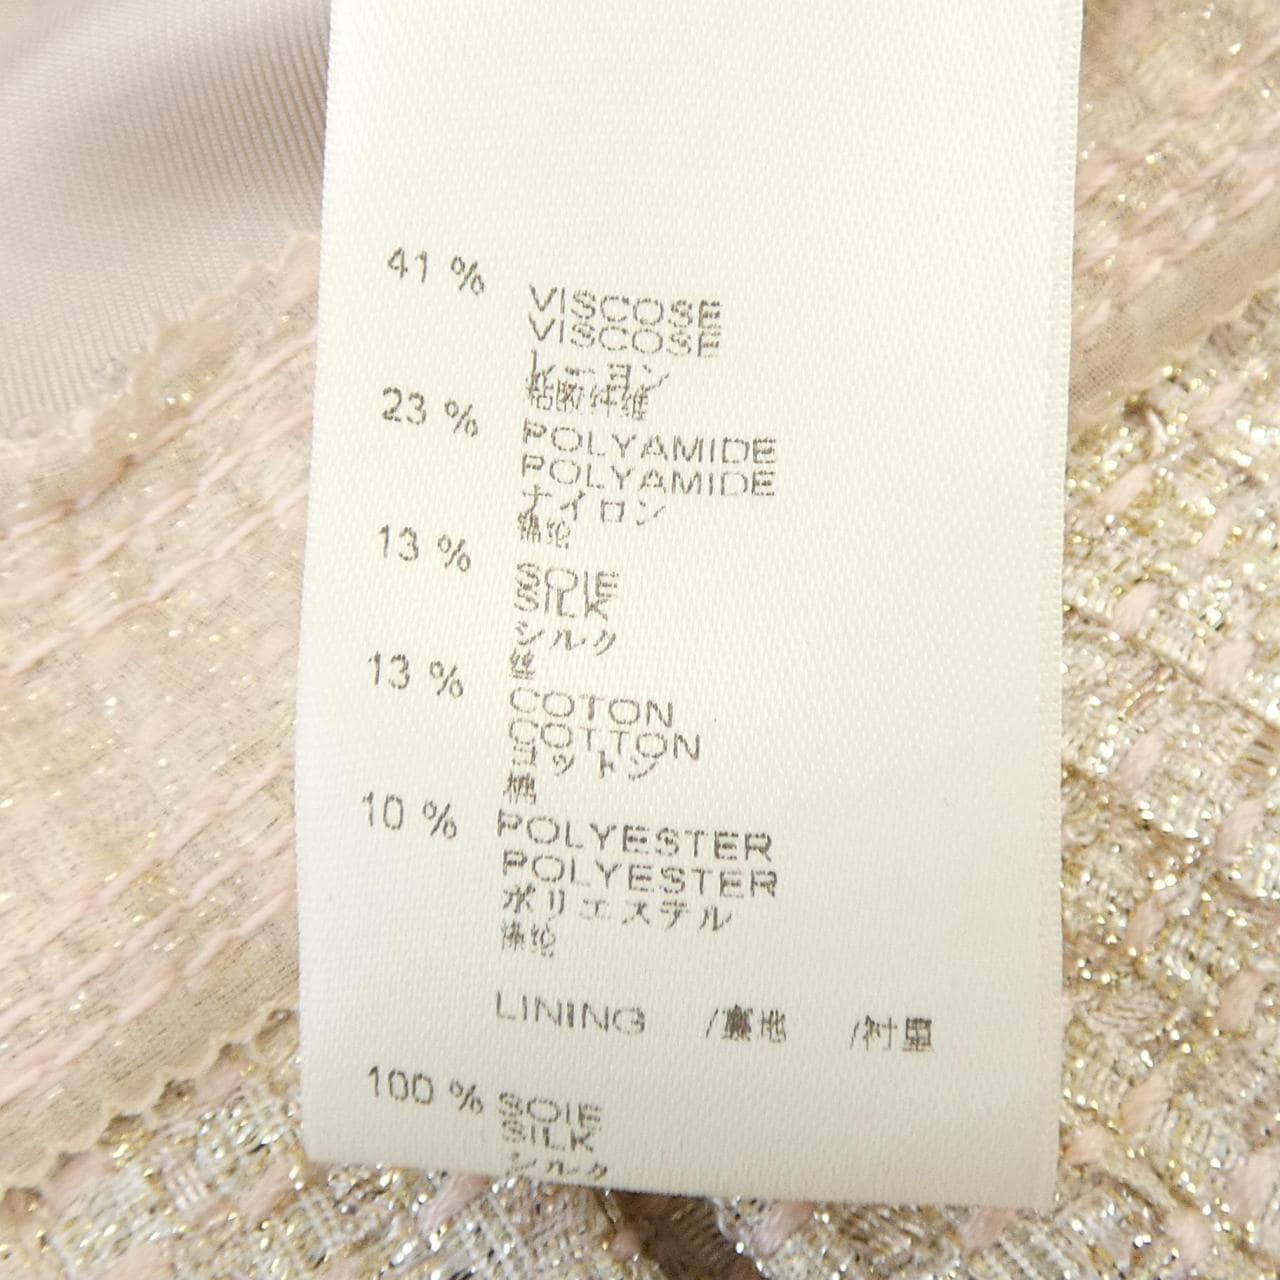 41 % VISCOSE
VISCOSE
レーヨン
粘胶纤维
23 % POLYAMIDE
POLYAMIDE
ナイロン
锦纶
13 % SOIE
SILK
シルク
丝
13 % COTON
COTTON
コットン
棉
10 % POLYESTER
POLYESTER
ポリエステル
涤纶
LINING /裏地 /衬里
100 % SOIE
SILK
シルク